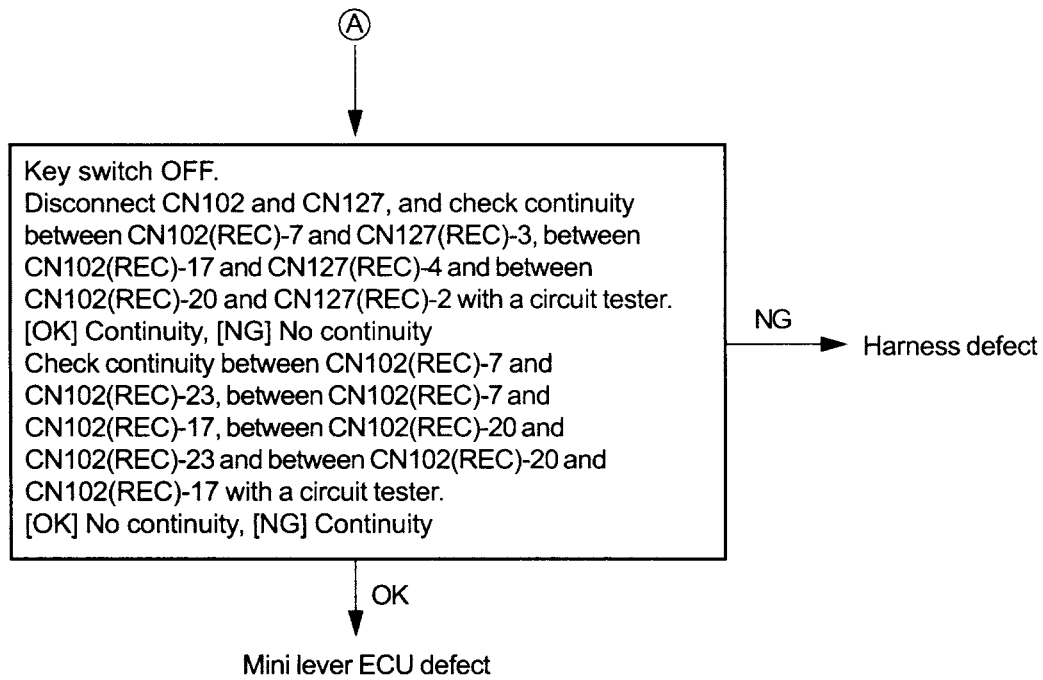 A
Key switch OFF.
Disconnect CN102 and CN127, and check continuity
between CN102(REC)-7 and CN127(REC)-3, between
CN102(REC)-17 and CN127(REC)-4 and between
CN102(REC)-20 and CN127(REC)-2 with a circuit tester.
[OK] Continuity, [NG] No continuity
Check continuity between CN102(REC)-7 and
CN102(REC)-23, between CN102(REC)-7 and
CN102(REC)-17, between CN102(REC)-20 and
CN102(REC)-23 and between CN102(REC)-20 and
CN102(REC)-17 with a circuit tester.
[OK] No continuity, [NG] Continuity
NG
Harness defect
OK
Mini lever ECU defect